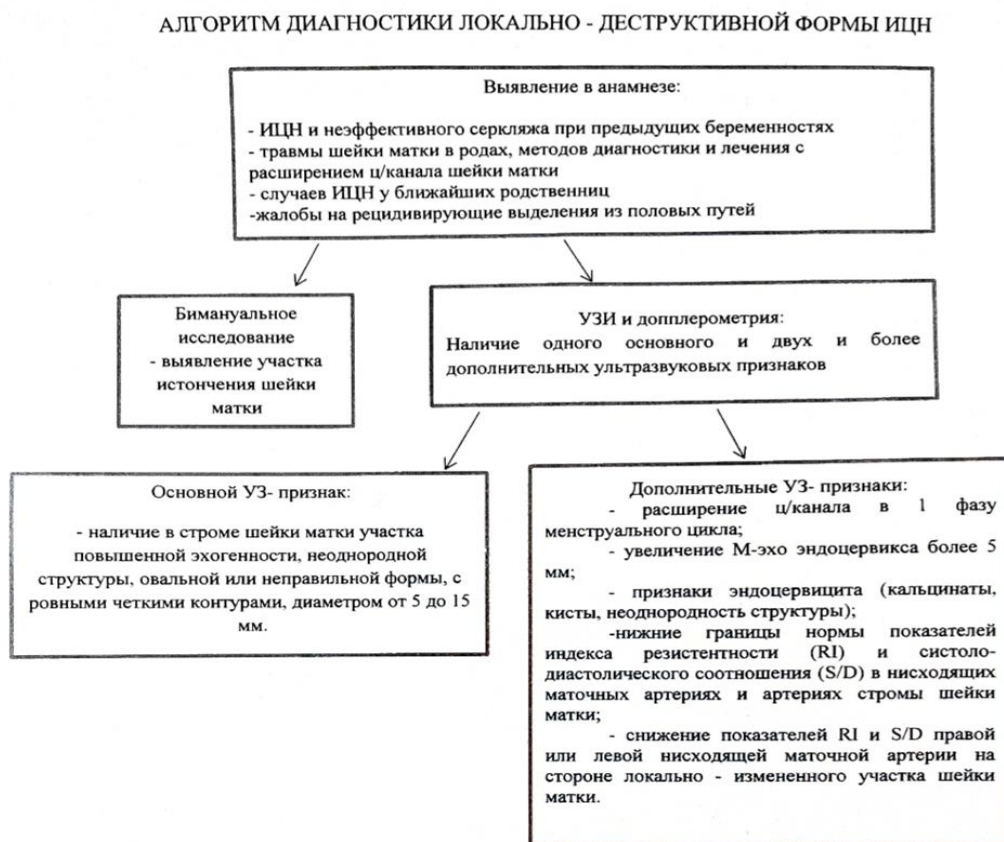 АЛГОРИТМ ДИАГНОСТИКИ ЛОКАЛЬНО - ДЕСТРУКТИВНОЙ ФОРМЫ ИЦН
Выявление в анамнезе:
- ИЦН и неэффективного серкляжа при предыдущих беременностях
- травмы шейки матки в родах, методов диагностики и лечения с
расширением ц/канала шейки матки
- случаев ИЦН у ближайших родственниц
-жалобы на рецидивирующие выделения из половых путей
Бимануальное
исследование
- выявление участка
истончения шейки
матки
УЗИ и допплерометрия:
Наличие одного основного и двух и более
дополнительных ультразвуковых признаков
Основной УЗ- признак:
- наличие в строме шейки матки участка
повышенной эхогенности, неоднородной
структуры, овальной или неправильной формы, с
ровными четкими контурами, диаметром от 5 до 15
мм.
Дополнительные УЗ- признаки:
- расширение ц/канала в 1 фазу
менструального цикла;
- увеличение М-эхо эндоцервикса более 5
мм;
- признаки эндоцервицита (кальцинаты,
кисты, неоднородность структуры);
-нижние границы нормы показателей
индекса резистентности (RI) и систоло-
диастолического соотношения (S/D) в нисходящих
маточных артериях и артериях стромы шейки
матки;
- снижение показателей RI и S/D правой
или левой нисходящей маточной артерии на
стороне локально - измененного участка шейки
матки.